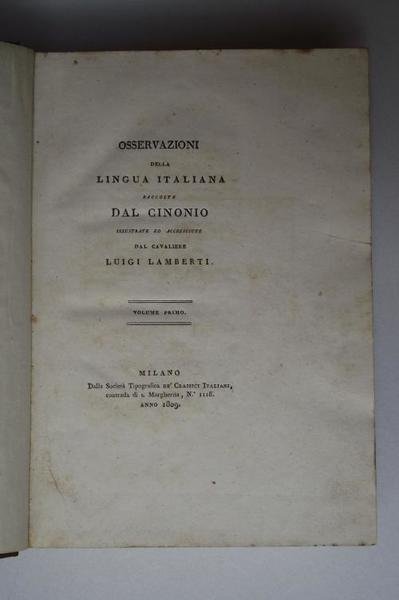 OSSERVAZIONI
DELLA
LINGUA ITALIANA
RACCOLTE
DAL CINONIO
ILLUSTRATE ED ACCRESCIUTE
DAL CAVALIERE
LUIGI LAMBERTI.
VOLUME PRIMO.
MILANO
Dalla Società Tipografica DE' CLASSICI ITALIANI,
contrada di s. Margherita, N.° 1118.
ANNO 1809.